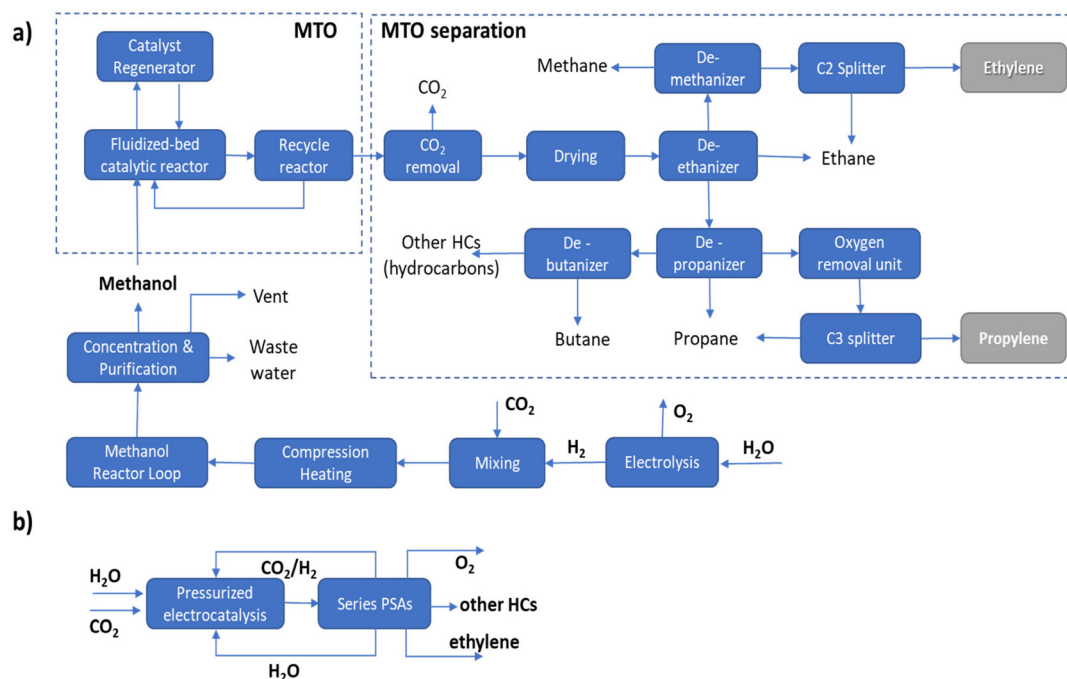 a)
MTO
Catalyst
Regenerator
Fluidized-bed
catalytic reactor
Recycle
reactor
MTO separation
Methane
De-
methanizer
C2 Splitter
Ethylene
CO₂
CO₂
removal
Drying
De-
ethanizer
Ethane
Other HCs
(hydrocarbons)
De -
butanizer
De -
propanizer
Oxygen
removal unit
Butane
Propane
C3 splitter
Propylene
Methanol
Vent
Concentration &
Purification
Waste
water
Methanol
Reactor Loop
Compression
Heating
CO₂
Mixing
H₂
O₂
Electrolysis
H₂O
b)
H₂O
CO₂
Pressurized
electrocatalysis
CO₂/H₂
Series PSAs
O₂
other HCs
ethylene
H₂O